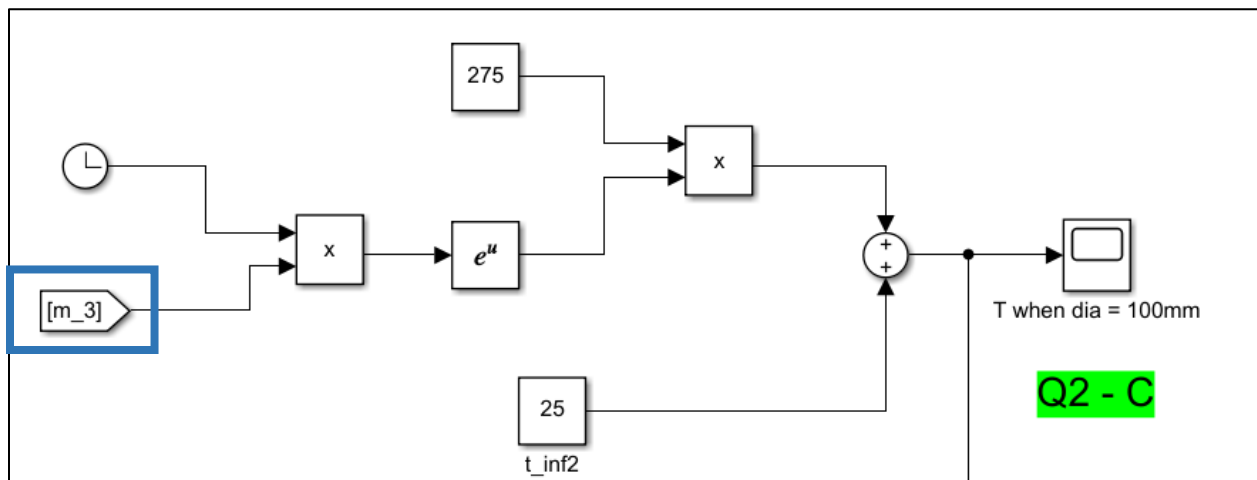 275
x
x
e^u
+
+
[m_3]
T when dia = 100mm
25
t_inf2
Q2 - C